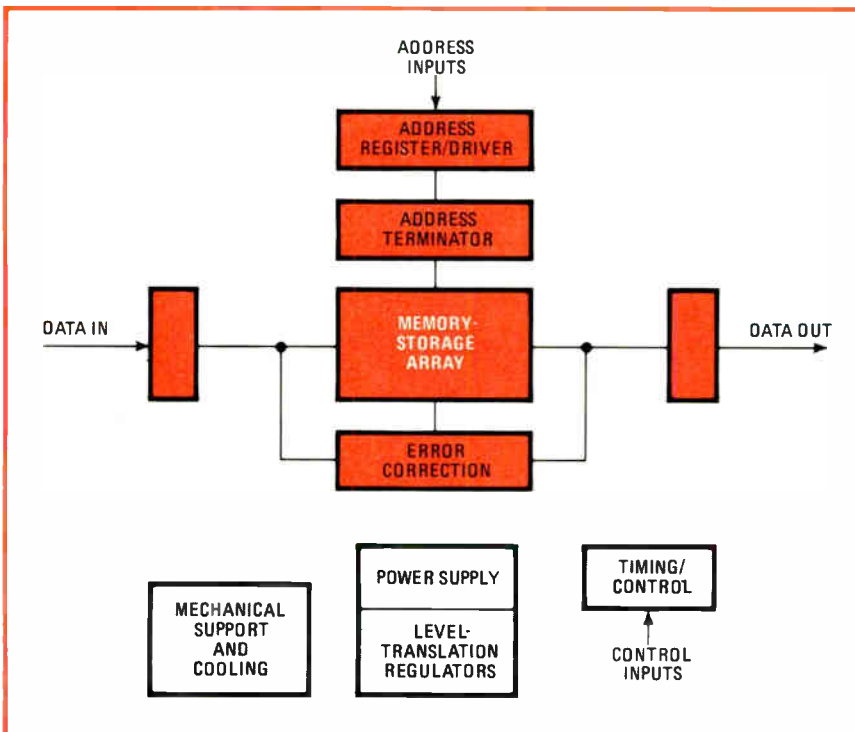 ADDRESS
INPUTS
ADDRESS
REGISTER/DRIVER
ADDRESS
TERMINATOR
DATA IN
MEMORY-
STORAGE
ARRAY
DATA OUT
ERROR
CORRECTION
MECHANICAL
SUPPORT
AND
COOLING
POWER SUPPLY
LEVEL-
TRANSLATION
REGULATORS
TIMING/
CONTROL
CONTROL
INPUTS